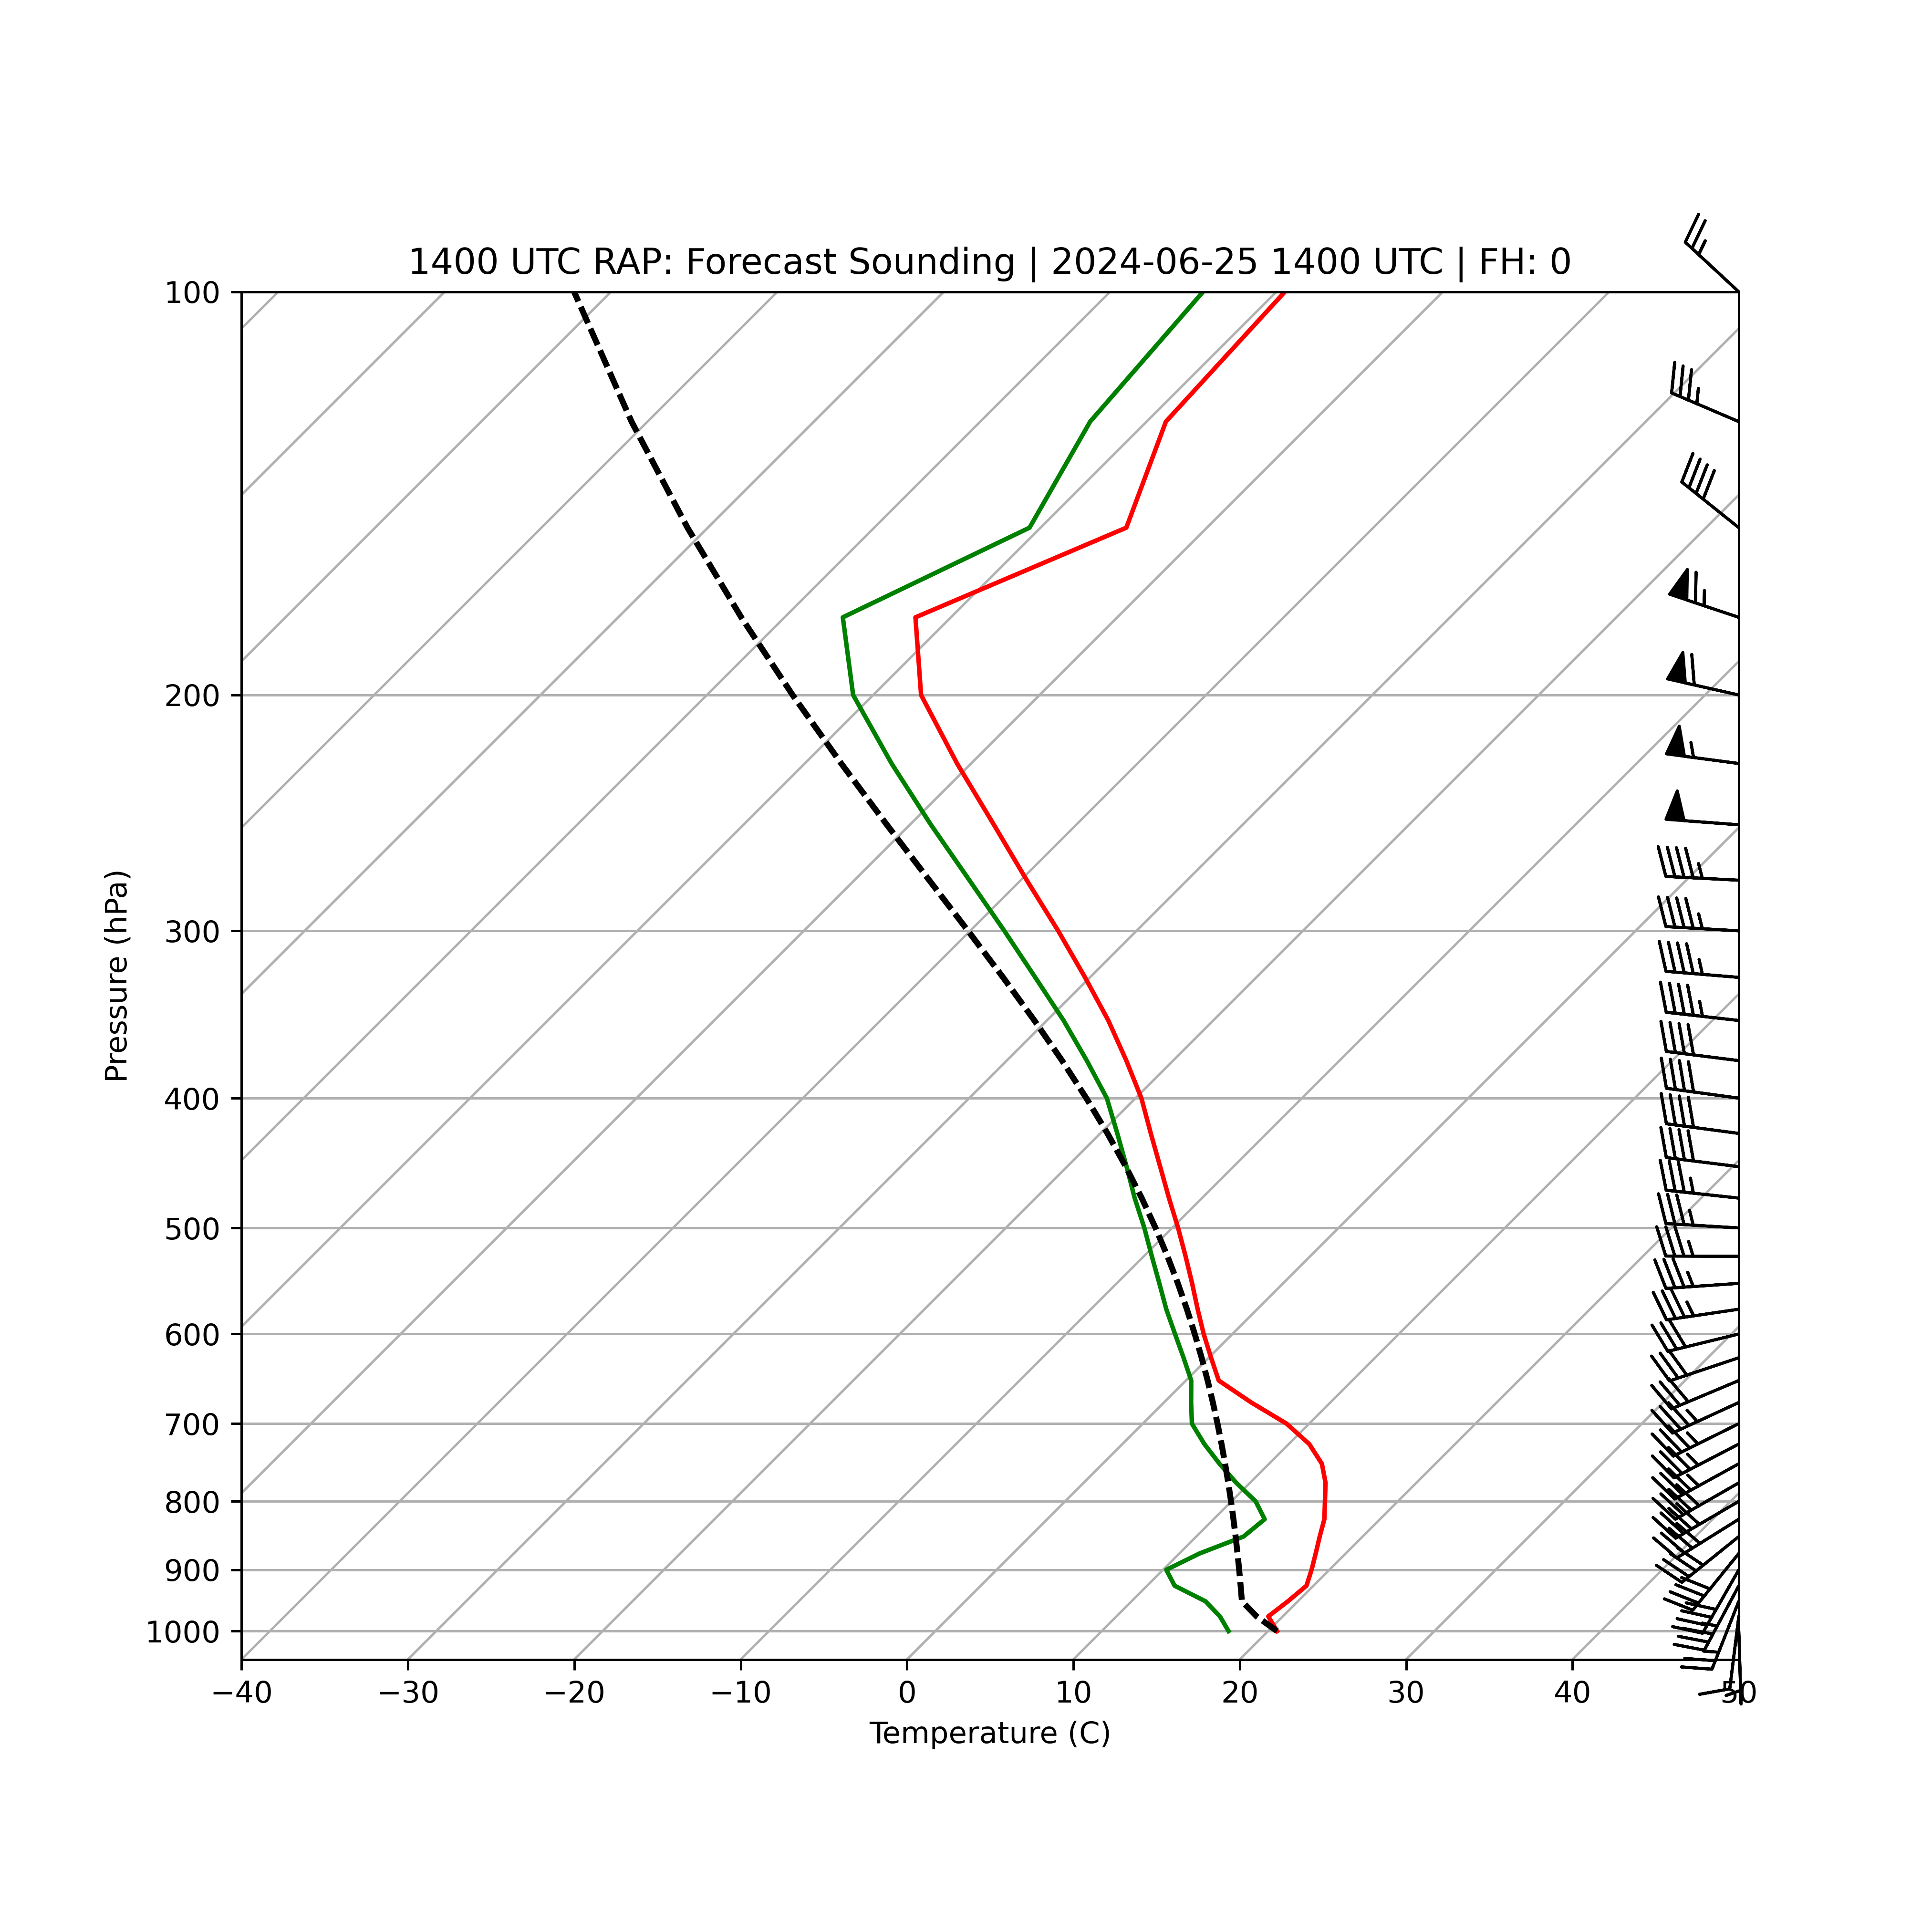 1400 UTC RAP: Forecast Sounding | 2024-06-25 1400 UTC | FH: 0
100
200
300
400
500
600
700
800
900
1000
Pressure (hPa)
−40 −30 −20 −10 0 10 20 30 40 50
Temperature (C)